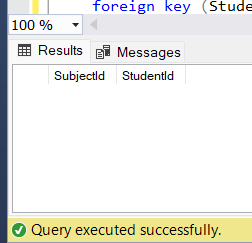 foreign key (Stude
100 %
Results Messages
SubjectId StudentId
Query executed successfully.